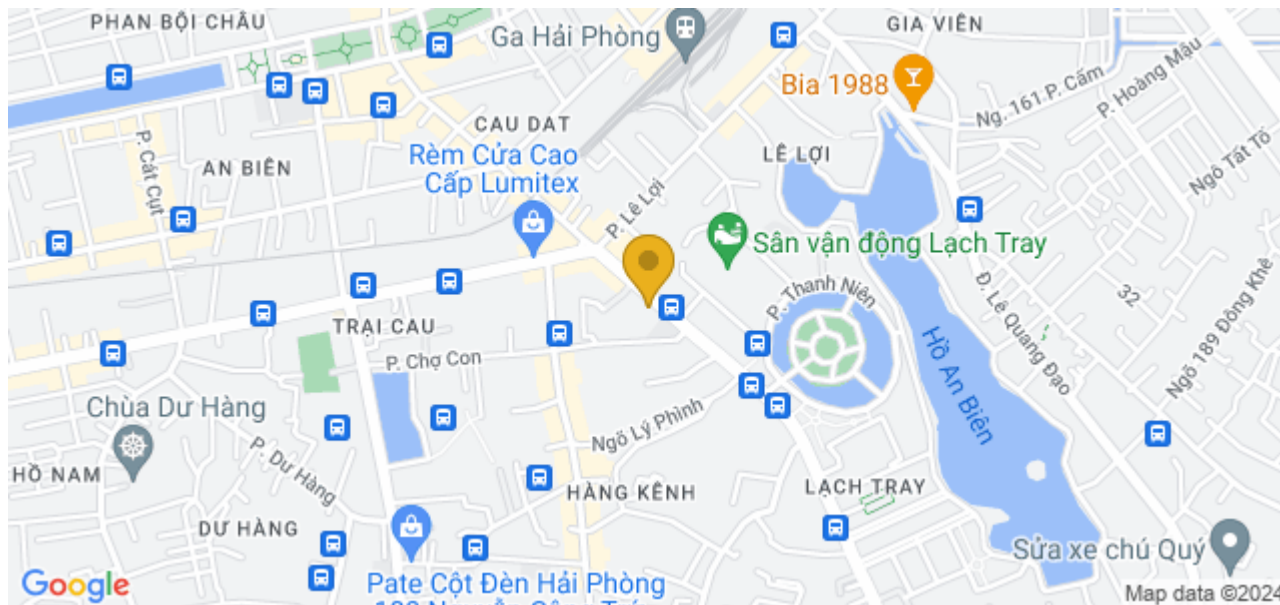 PHAN BỘI CHÂU
GIA VIÊN
Ga Hải Phòng
Bia 1988
Ng. 161 P. Cấm
P. Hoàng Mậu
CAU DAT
P. Cát Cụt
AN BIÊN
Rèm Cửa Cao
Cấp Lumitex
LÊ LỢI
Ngô Tất Tố
P. Lê Lợi
Sân vận động Lạch Tray
P. Thanh Niên
32
Đ. Lê Quang Đạo
Ngõ 189 Đông Khê
TRẠI CAU
P. Chợ Con
Hồ An Biên
Chùa Dư Hàng
Ngõ Lý Phình
P. Dư Hàng
HỒ NAM
HÀNG KÊNH
LẠCH TRAY
DƯ HÀNG
Sửa xe chú Quý
Pate Cột Đèn Hải Phòng
Google
Map data ©2024